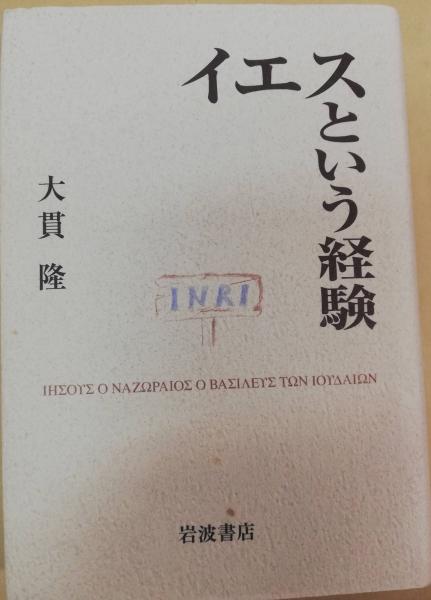 イエスという経験
大貫 隆
INRI
ΙΗΣΟΥΣ Ο ΝΑΖΩΡΑΙΟΣ Ο ΒΑΣΙΛΕΥΣ ΤΩΝ ΙΟΥΔΑΙΩΝ
岩波書店